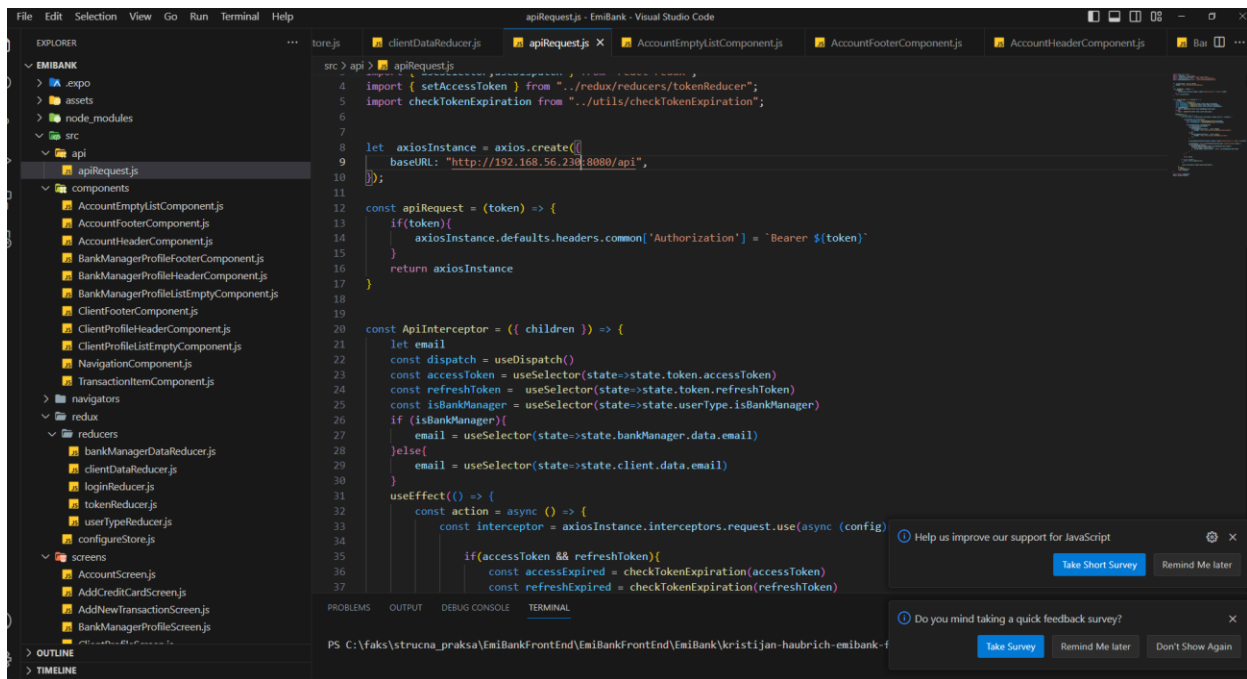 File Edit Selection View Go Run Terminal Help
apiRequest.js - EmiBank - Visual Studio Code
EXPLORER
EMIBANK
.expo
assets
node_modules
src
api
apiRequest.js
components
AccountEmptyListComponent.js
AccountFooterComponent.js
AccountHeaderComponent.js
BankManagerProfileFooterComponent.js
BankManagerProfileHeaderComponent.js
BankManagerProfileListEmptyComponent.js
ClientFooterComponent.js
ClientProfileHeaderComponent.js
ClientProfileListEmptyComponent.js
NavigationComponent.js
TransactionItemComponent.js
navigators
redux
reducers
bankManagerDataReducer.js
clientDataReducer.js
loginReducer.js
tokenReducer.js
userTypeReducer.js
configureStore.js
screens
AccountScreen.js
AddCreditCardScreen.js
AddNewTransactionScreen.js
BankManagerProfileScreen.js
OUTLINE
TIMELINE
tore.js clientDataReducer.js apiRequest.js AccountEmptyListComponent.js AccountFooterComponent.js AccountHeaderComponent.js Bar
src > api > apiRequest.js
4 import { setAccessToken } from "../redux/reducers/tokenReducer";
5 import checkTokenExpiration from "../utils/checkTokenExpiration";
6
7
8 let axiosInstance = axios.create({
9 baseURL: "http://192.168.56.230:8080/api",
10 });
11
12 const apiRequest = (token) => {
13 if(token){
14 axiosInstance.defaults.headers.common['Authorization'] = `Bearer ${token}`
15 }
16 return axiosInstance
17 }
18
19
20 const ApiInterceptor = ({ children }) => {
21 let email
22 const dispatch = useDispatch()
23 const accessToken = useSelector(state=>state.token.accessToken)
24 const refreshToken = useSelector(state=>state.token.refreshToken)
25 const isBankManager = useSelector(state=>state.userType.isBankManager)
26 if (isBankManager){
27 email = useSelector(state=>state.bankManager.data.email)
28 }else{
29 email = useSelector(state=>state.client.data.email)
30 }
31 useEffect(() => {
32 const action = async () => {
33 const interceptor = axiosInstance.interceptors.request.use(async (config)
34
35 if(accessToken && refreshToken){
36 const accessExpired = checkTokenExpiration(accessToken)
37 const refreshExpired = checkTokenExpiration(refreshToken)
PROBLEMS OUTPUT DEBUG CONSOLE TERMINAL
PS C:\faks\strucna_praksa\EmiBankFrontEnd\EmiBankFrontEnd\EmiBank\kristijan-haubrich-emibank-f
Help us improve our support for JavaScript
Take Short Survey Remind Me later
Do you mind taking a quick feedback survey?
Take Survey Remind Me later Don't Show Again